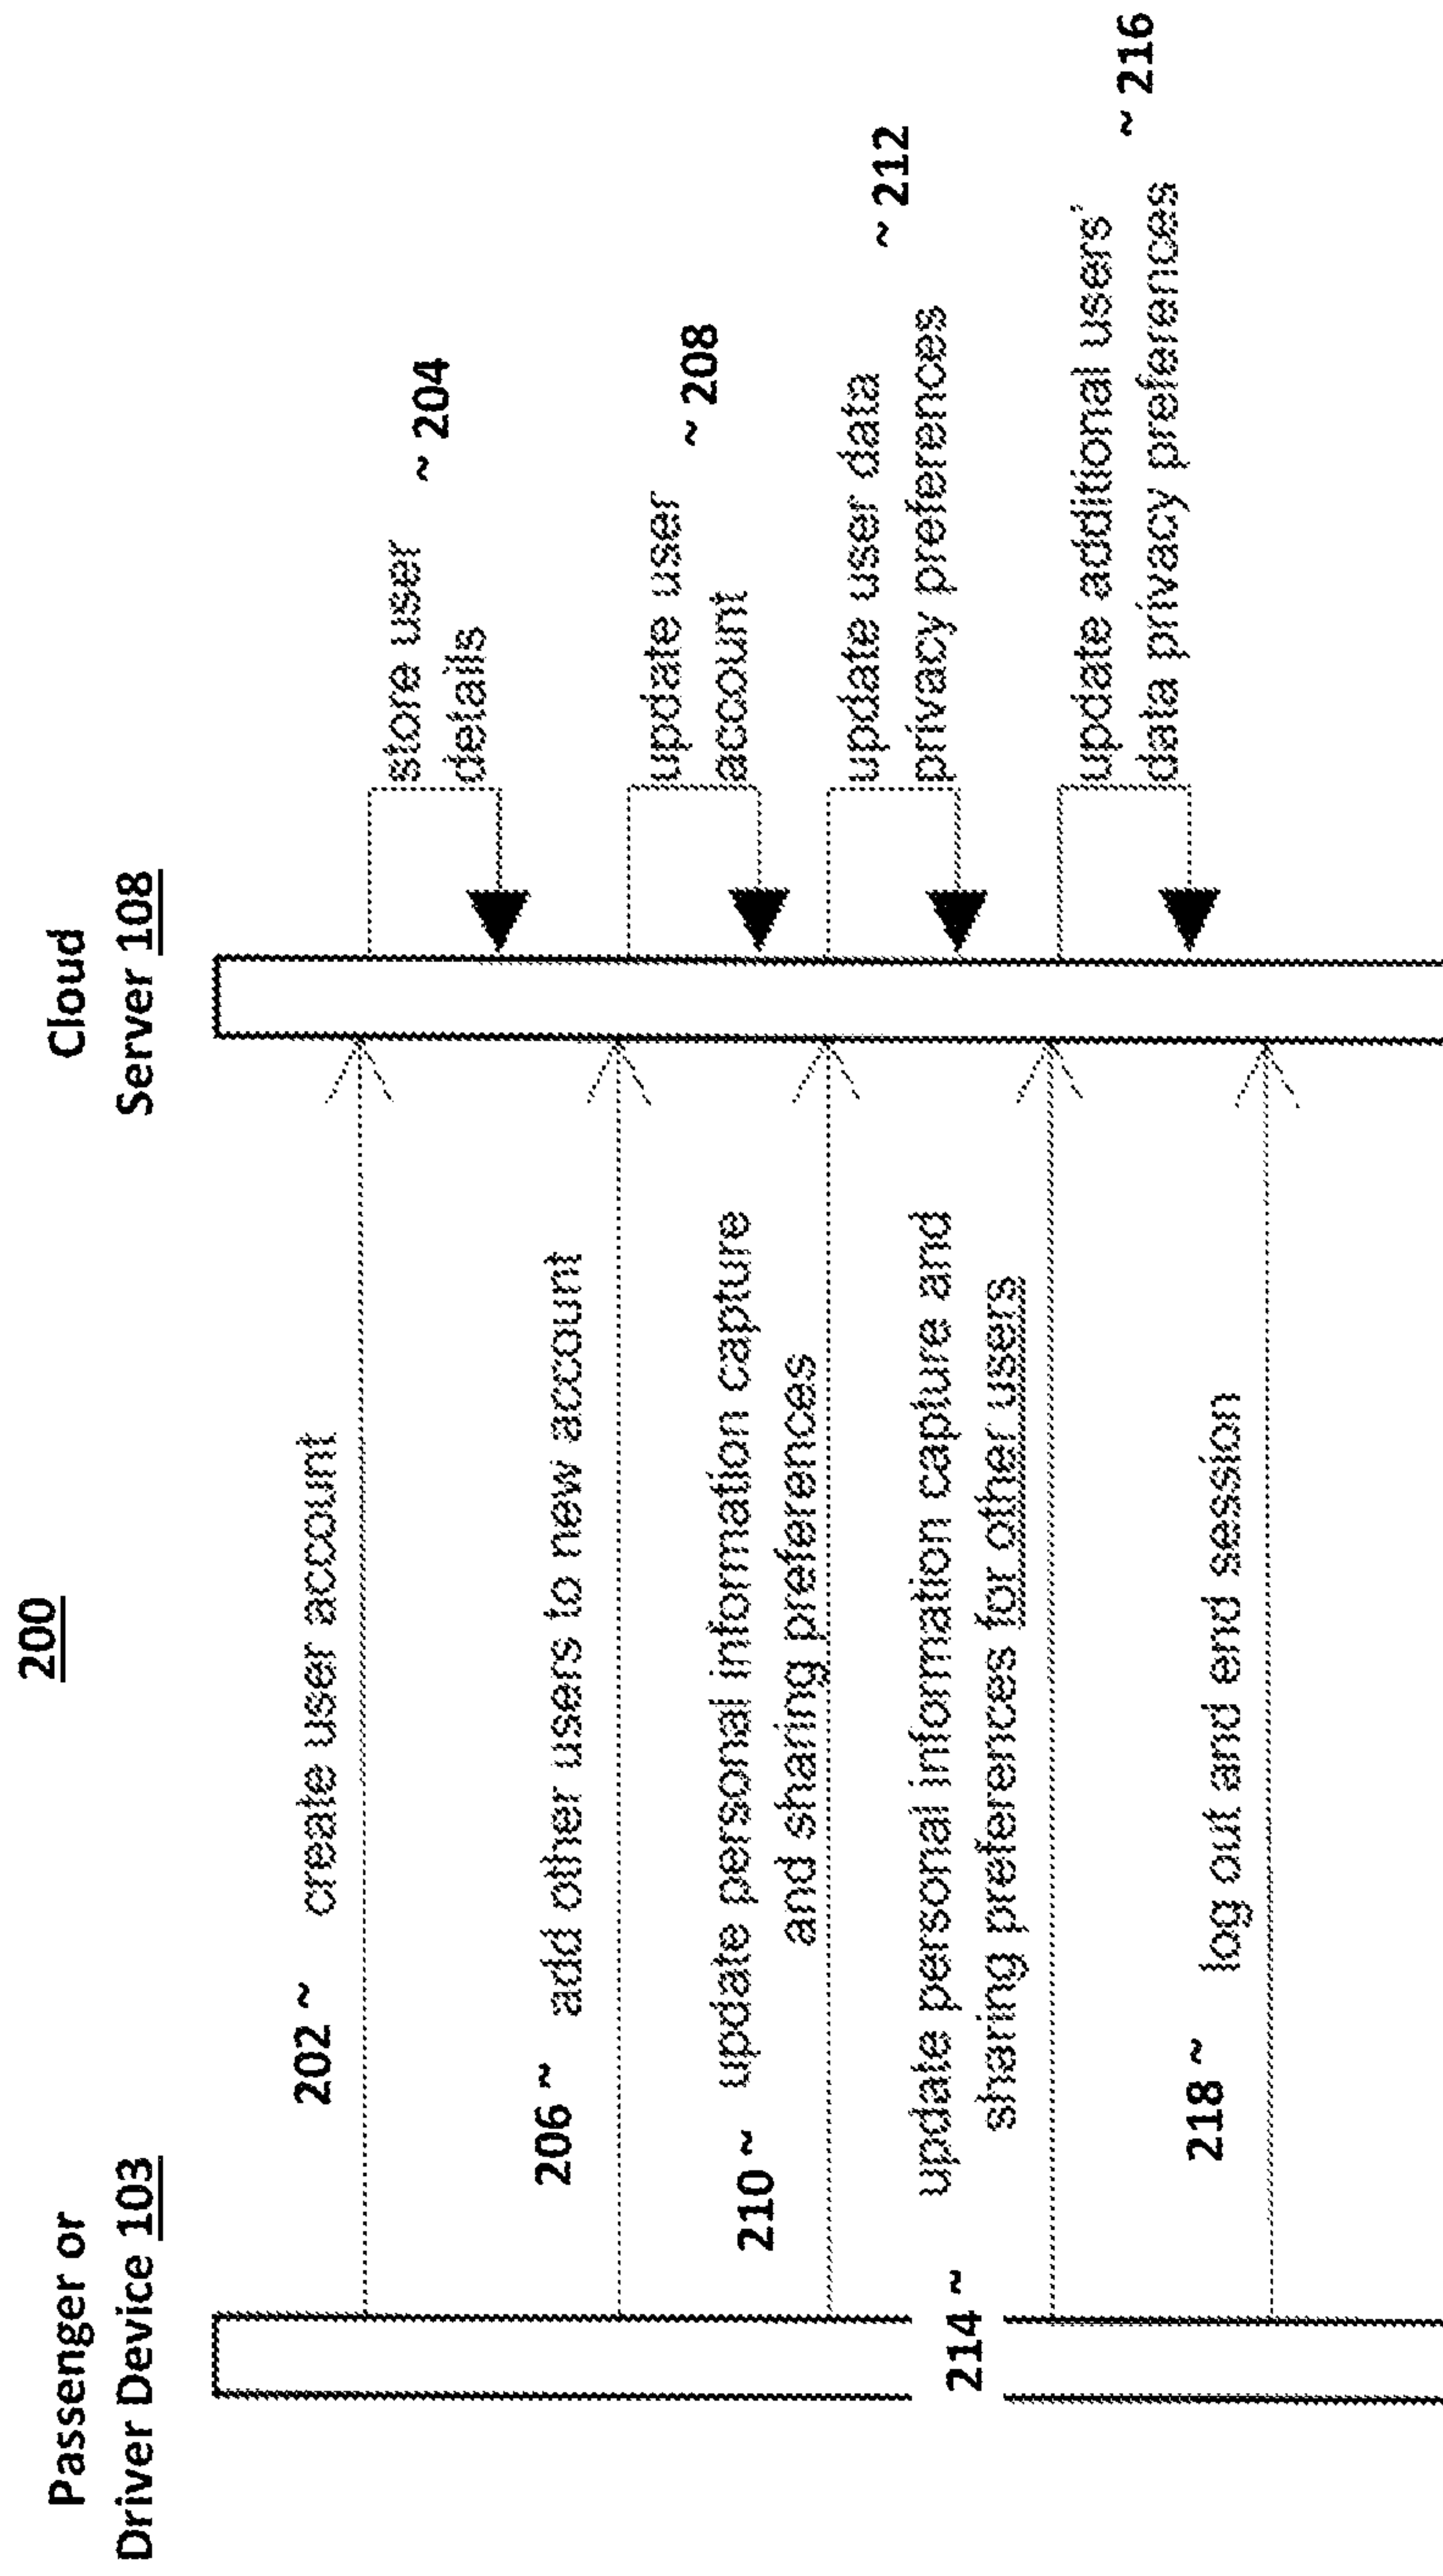 200
Passenger or
Driver Device 103
Cloud
Server 108
202 ~ create user account
store user
details
~ 204
206 ~ add other users to new account
update user
account
~ 208
210 ~ update personal information capture
and sharing preferences
update user data
privacy preferences
~ 212
214 ~ update personal information capture and
sharing preferences for other users
update additional users'
data privacy preferences
~ 216
218 ~ log out and end session